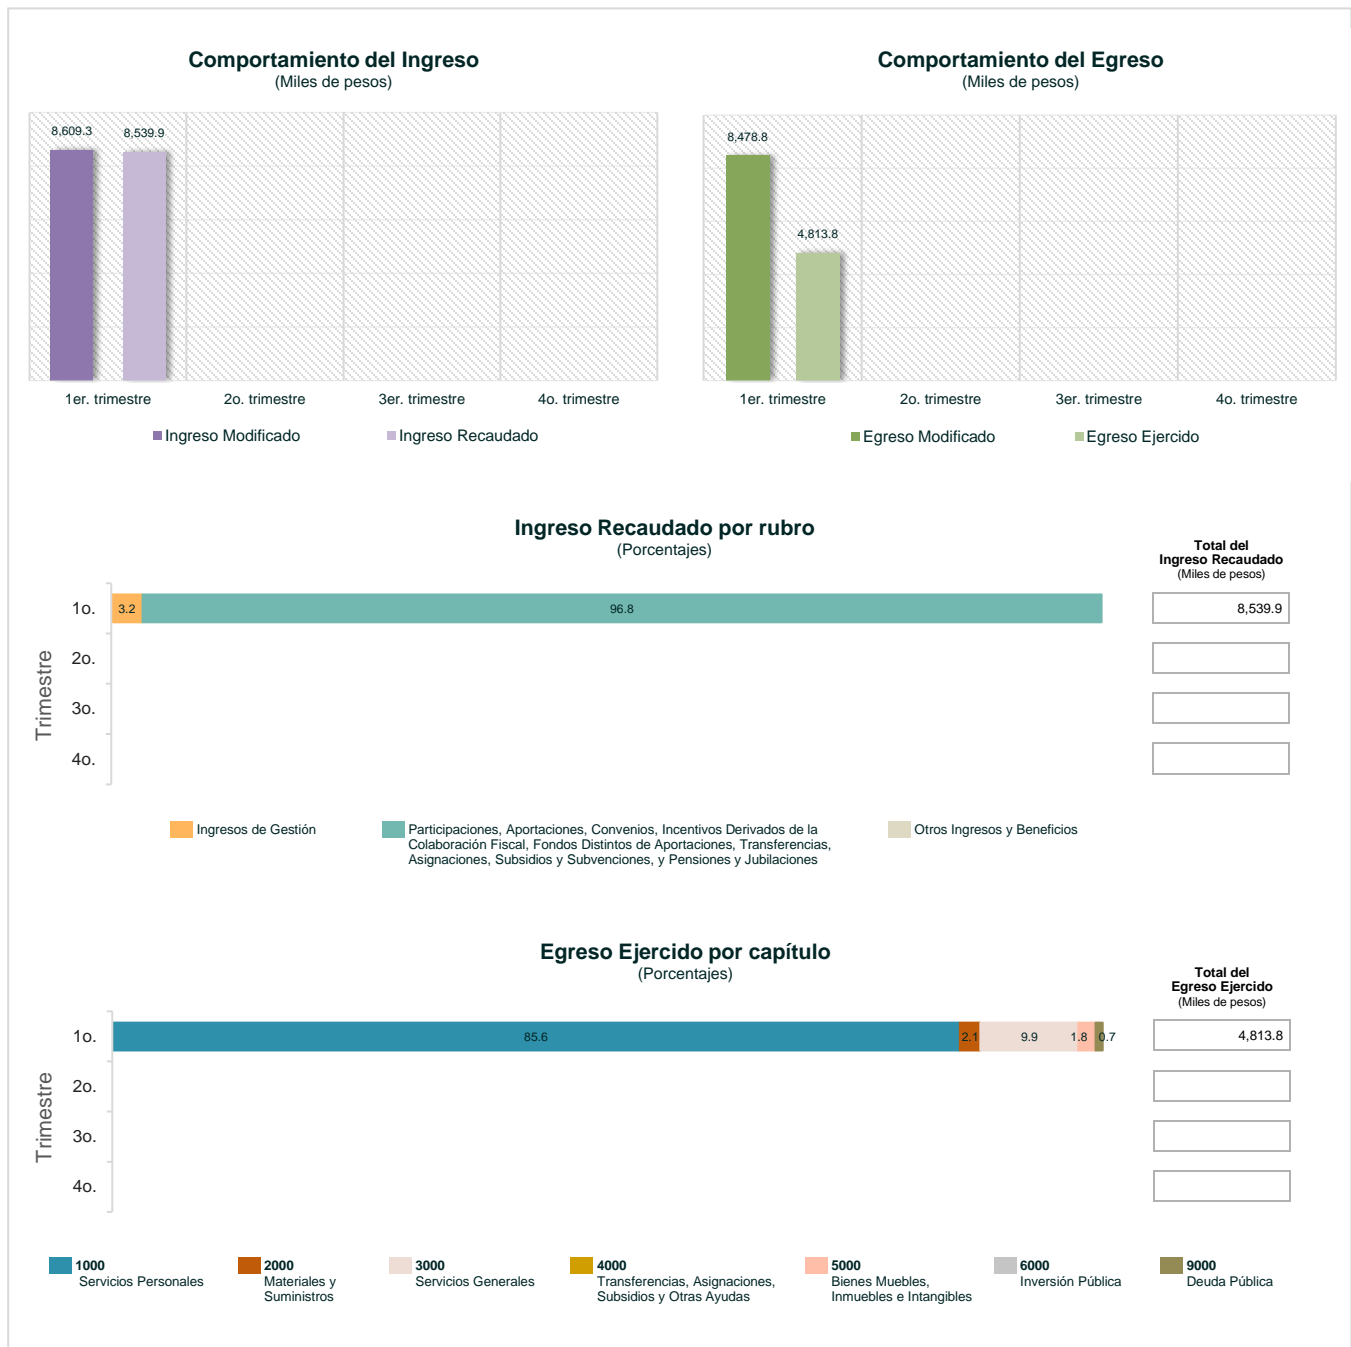 Comportamiento del Ingreso
(Miles de pesos)
8,609.3
8,539.9
1er. trimestre
2o. trimestre
3er. trimestre
4o. trimestre
Ingreso Modificado
Ingreso Recaudado
Comportamiento del Egreso
(Miles de pesos)
8,478.8
4,813.8
1er. trimestre
2o. trimestre
3er. trimestre
4o. trimestre
Egreso Modificado
Egreso Ejercido
Ingreso Recaudado por rubro
(Porcentajes)
Total del
Ingreso Recaudado
(Miles de pesos)
Trimestre
1o.
3.2
96.8
8,539.9
2o.
3o.
4o.
Ingresos de Gestión
Participaciones, Aportaciones, Convenios, Incentivos Derivados de la
Colaboración Fiscal, Fondos Distintos de Aportaciones, Transferencias,
Asignaciones, Subsidios y Subvenciones, y Pensiones y Jubilaciones
Otros Ingresos y Beneficios
Egreso Ejercido por capítulo
(Porcentajes)
Total del
Egreso Ejercido
(Miles de pesos)
Trimestre
1o.
85.6
2.1
9.9
1.8
0.7
4,813.8
2o.
3o.
4o.
1000
Servicios Personales
2000
Materiales y
Suministros
3000
Servicios Generales
4000
Transferencias, Asignaciones,
Subsidios y Otras Ayudas
5000
Bienes Muebles,
Inmuebles e Intangibles
6000
Inversión Pública
9000
Deuda Pública